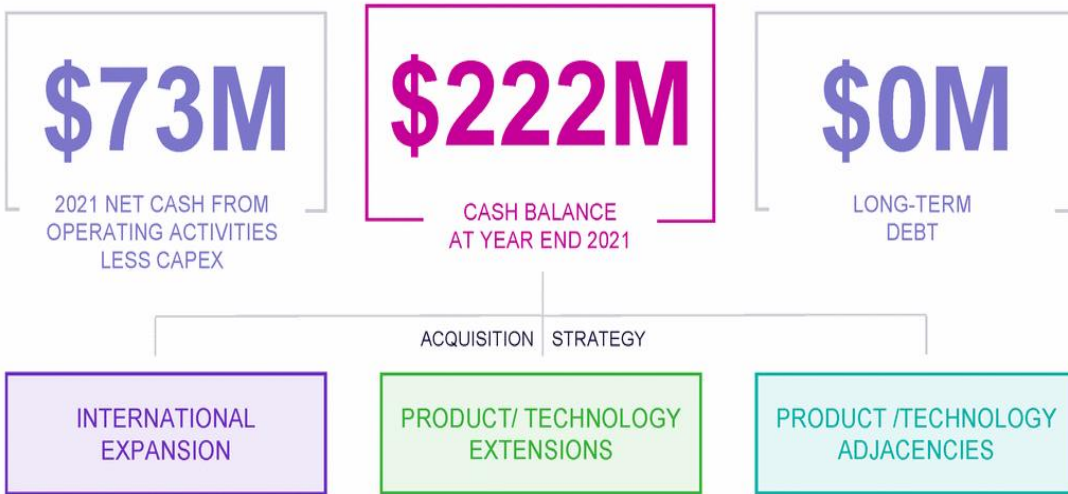 $73M
2021 NET CASH FROM
OPERATING ACTIVITIES
LESS CAPEX
$222M
CASH BALANCE
AT YEAR END 2021
$0M
LONG-TERM
DEBT
ACQUISITION STRATEGY
INTERNATIONAL
EXPANSION
PRODUCT/ TECHNOLOGY
EXTENSIONS
PRODUCT /TECHNOLOGY
ADJACENCIES